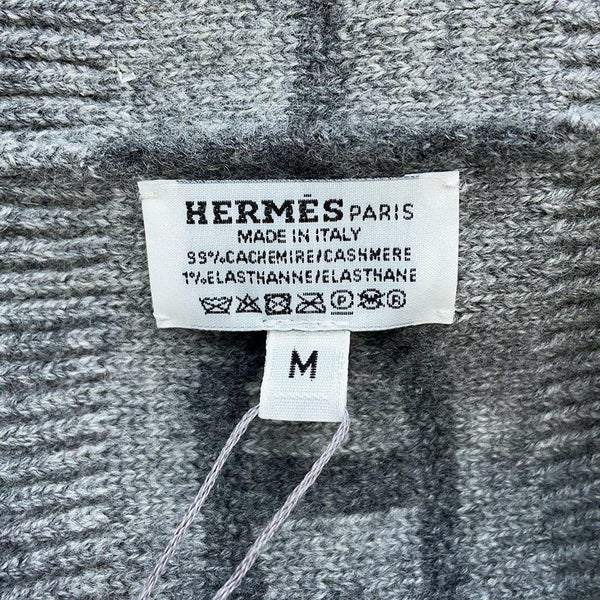 HERMÈS PARIS
MADE IN ITALY
99%CACHEMIRE/CASHMERE
1%ELASTHANNE/ELASTHANE
P R
M